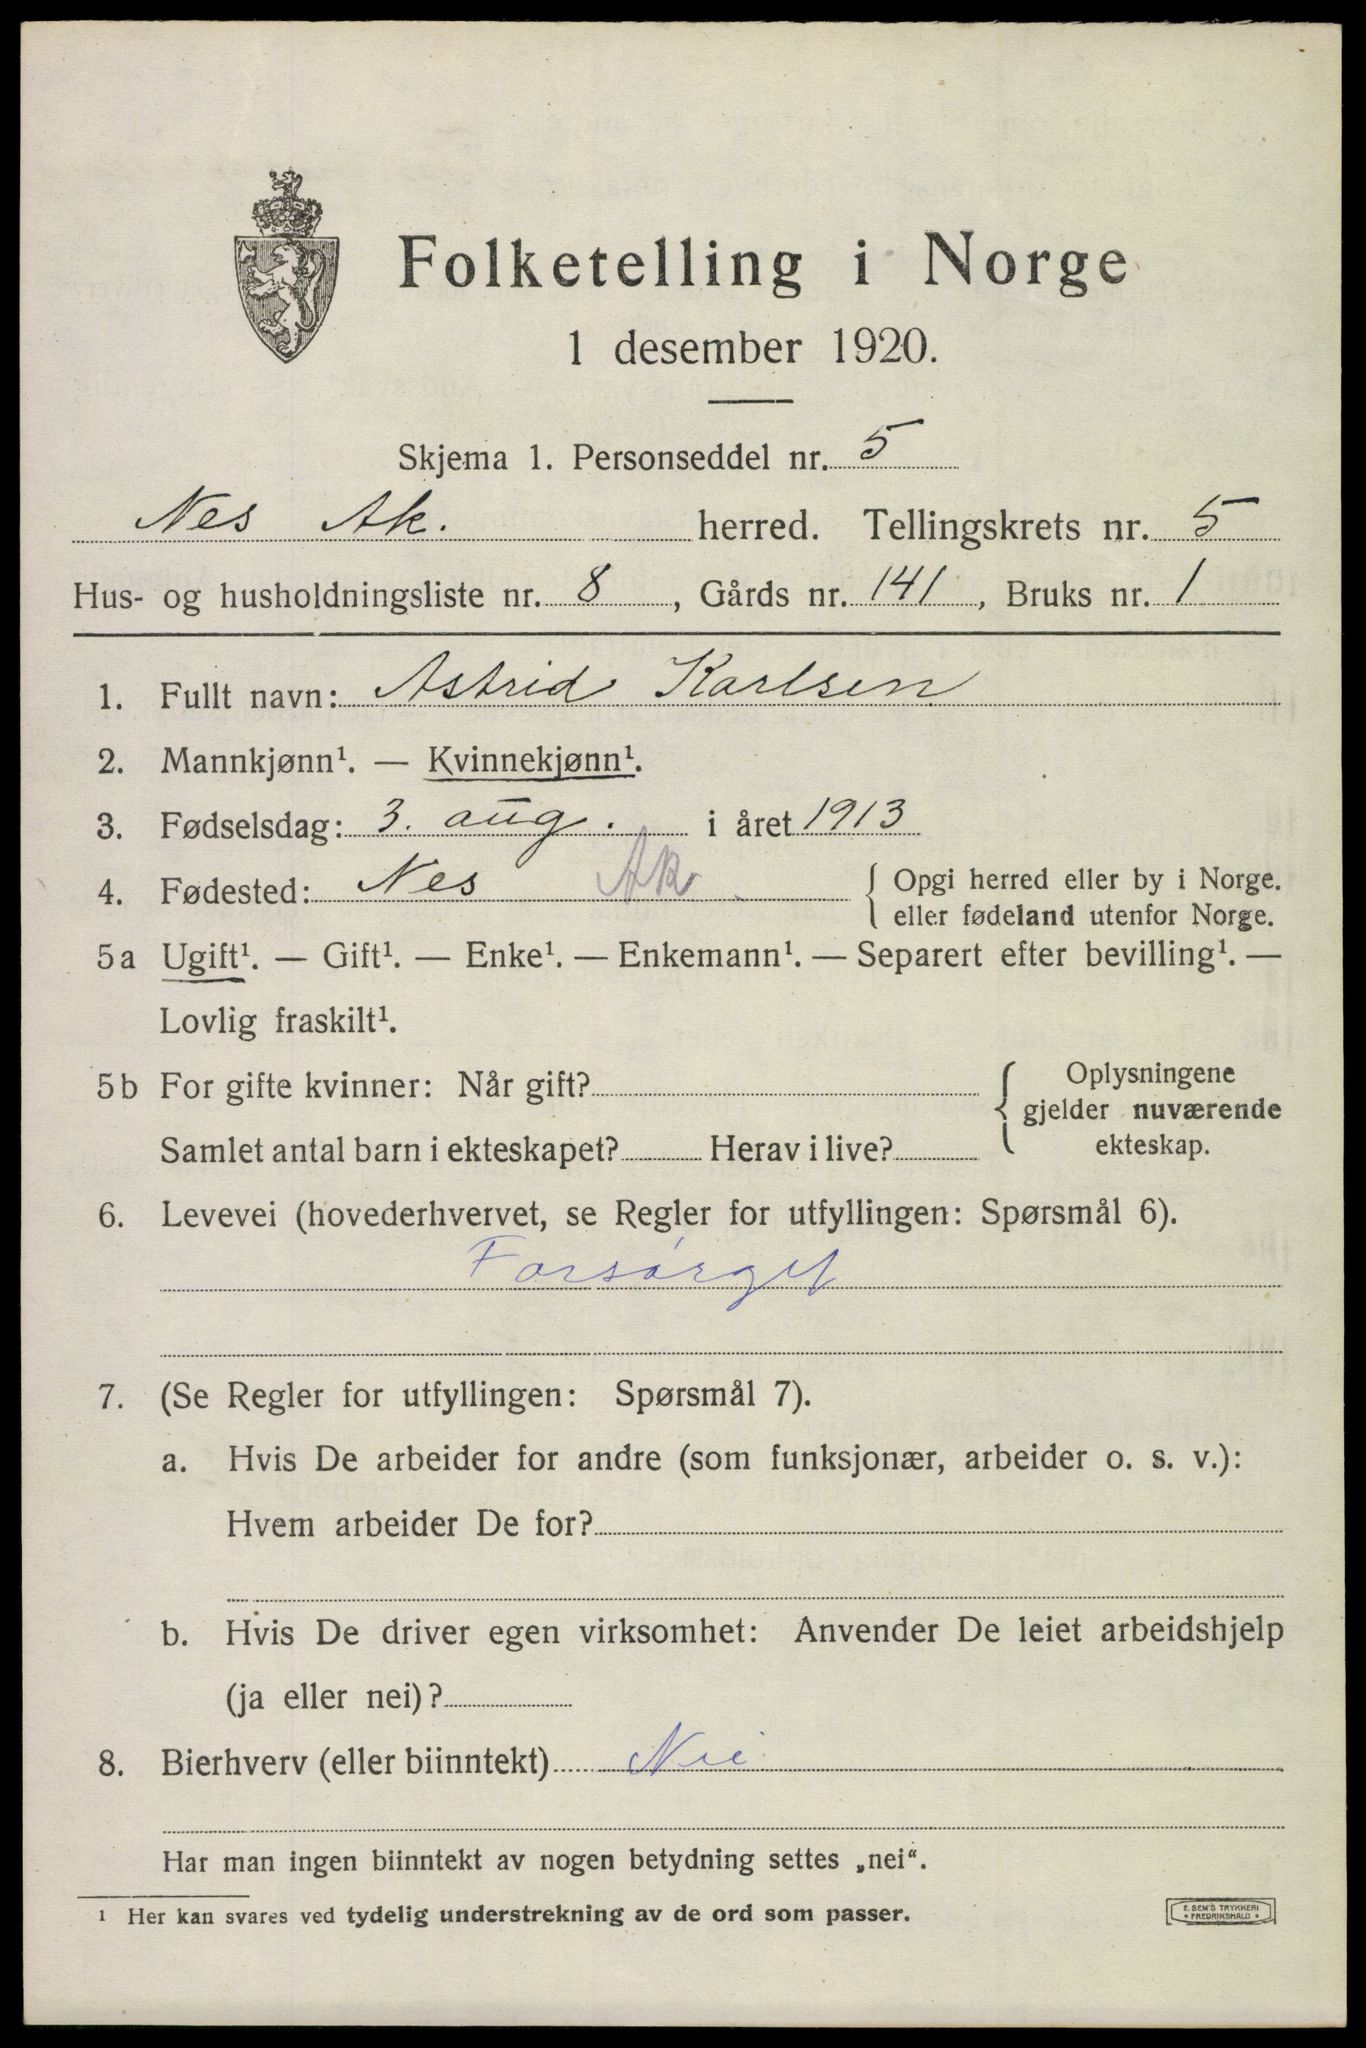 Folketelling i Norge
1 desember 1920.
Skjema 1. Personseddel nr. 5
Nes Ak. herred. Tellingskrets nr. 5
Hus- og husholdningsliste nr. 8, Gårds nr. 141, Bruks nr. 1
1. Fullt navn: Astrid Karlsen
2. Mannkjønn¹. — Kvinnekjønn¹.
3. Fødselsdag: 3. aug. i året 1913
4. Fødested: Nes Ak. { Opgi herred eller by i Norge.
eller fødeland utenfor Norge.
5a Ugift¹. — Gift¹. — Enke¹. — Enkemann¹. — Separert efter bevilling¹. —
Lovlig fraskilt¹.
5b For gifte kvinner: Når gift?
Samlet antal barn i ekteskapet? Herav i live?
{ Oplysningene
gjelder nuværende
ekteskap.
6. Levevei (hovederhvervet, se Regler for utfyllingen: Spørsmål 6).
Forsørget
7. (Se Regler for utfyllingen: Spørsmål 7).
a. Hvis De arbeider for andre (som funksjonær, arbeider o. s. v.):
Hvem arbeider De for?
b. Hvis De driver egen virksomhet: Anvender De leiet arbeidshjelp
(ja eller nei)?
8. Bierhverv (eller biinntekt) Nei
Har man ingen biinntekt av nogen betydning settes „nei“.
1 Her kan svares ved tydelig understrekning av de ord som passer.
E. SEM'S TRYKKERI
• FREDRIKSHALD •